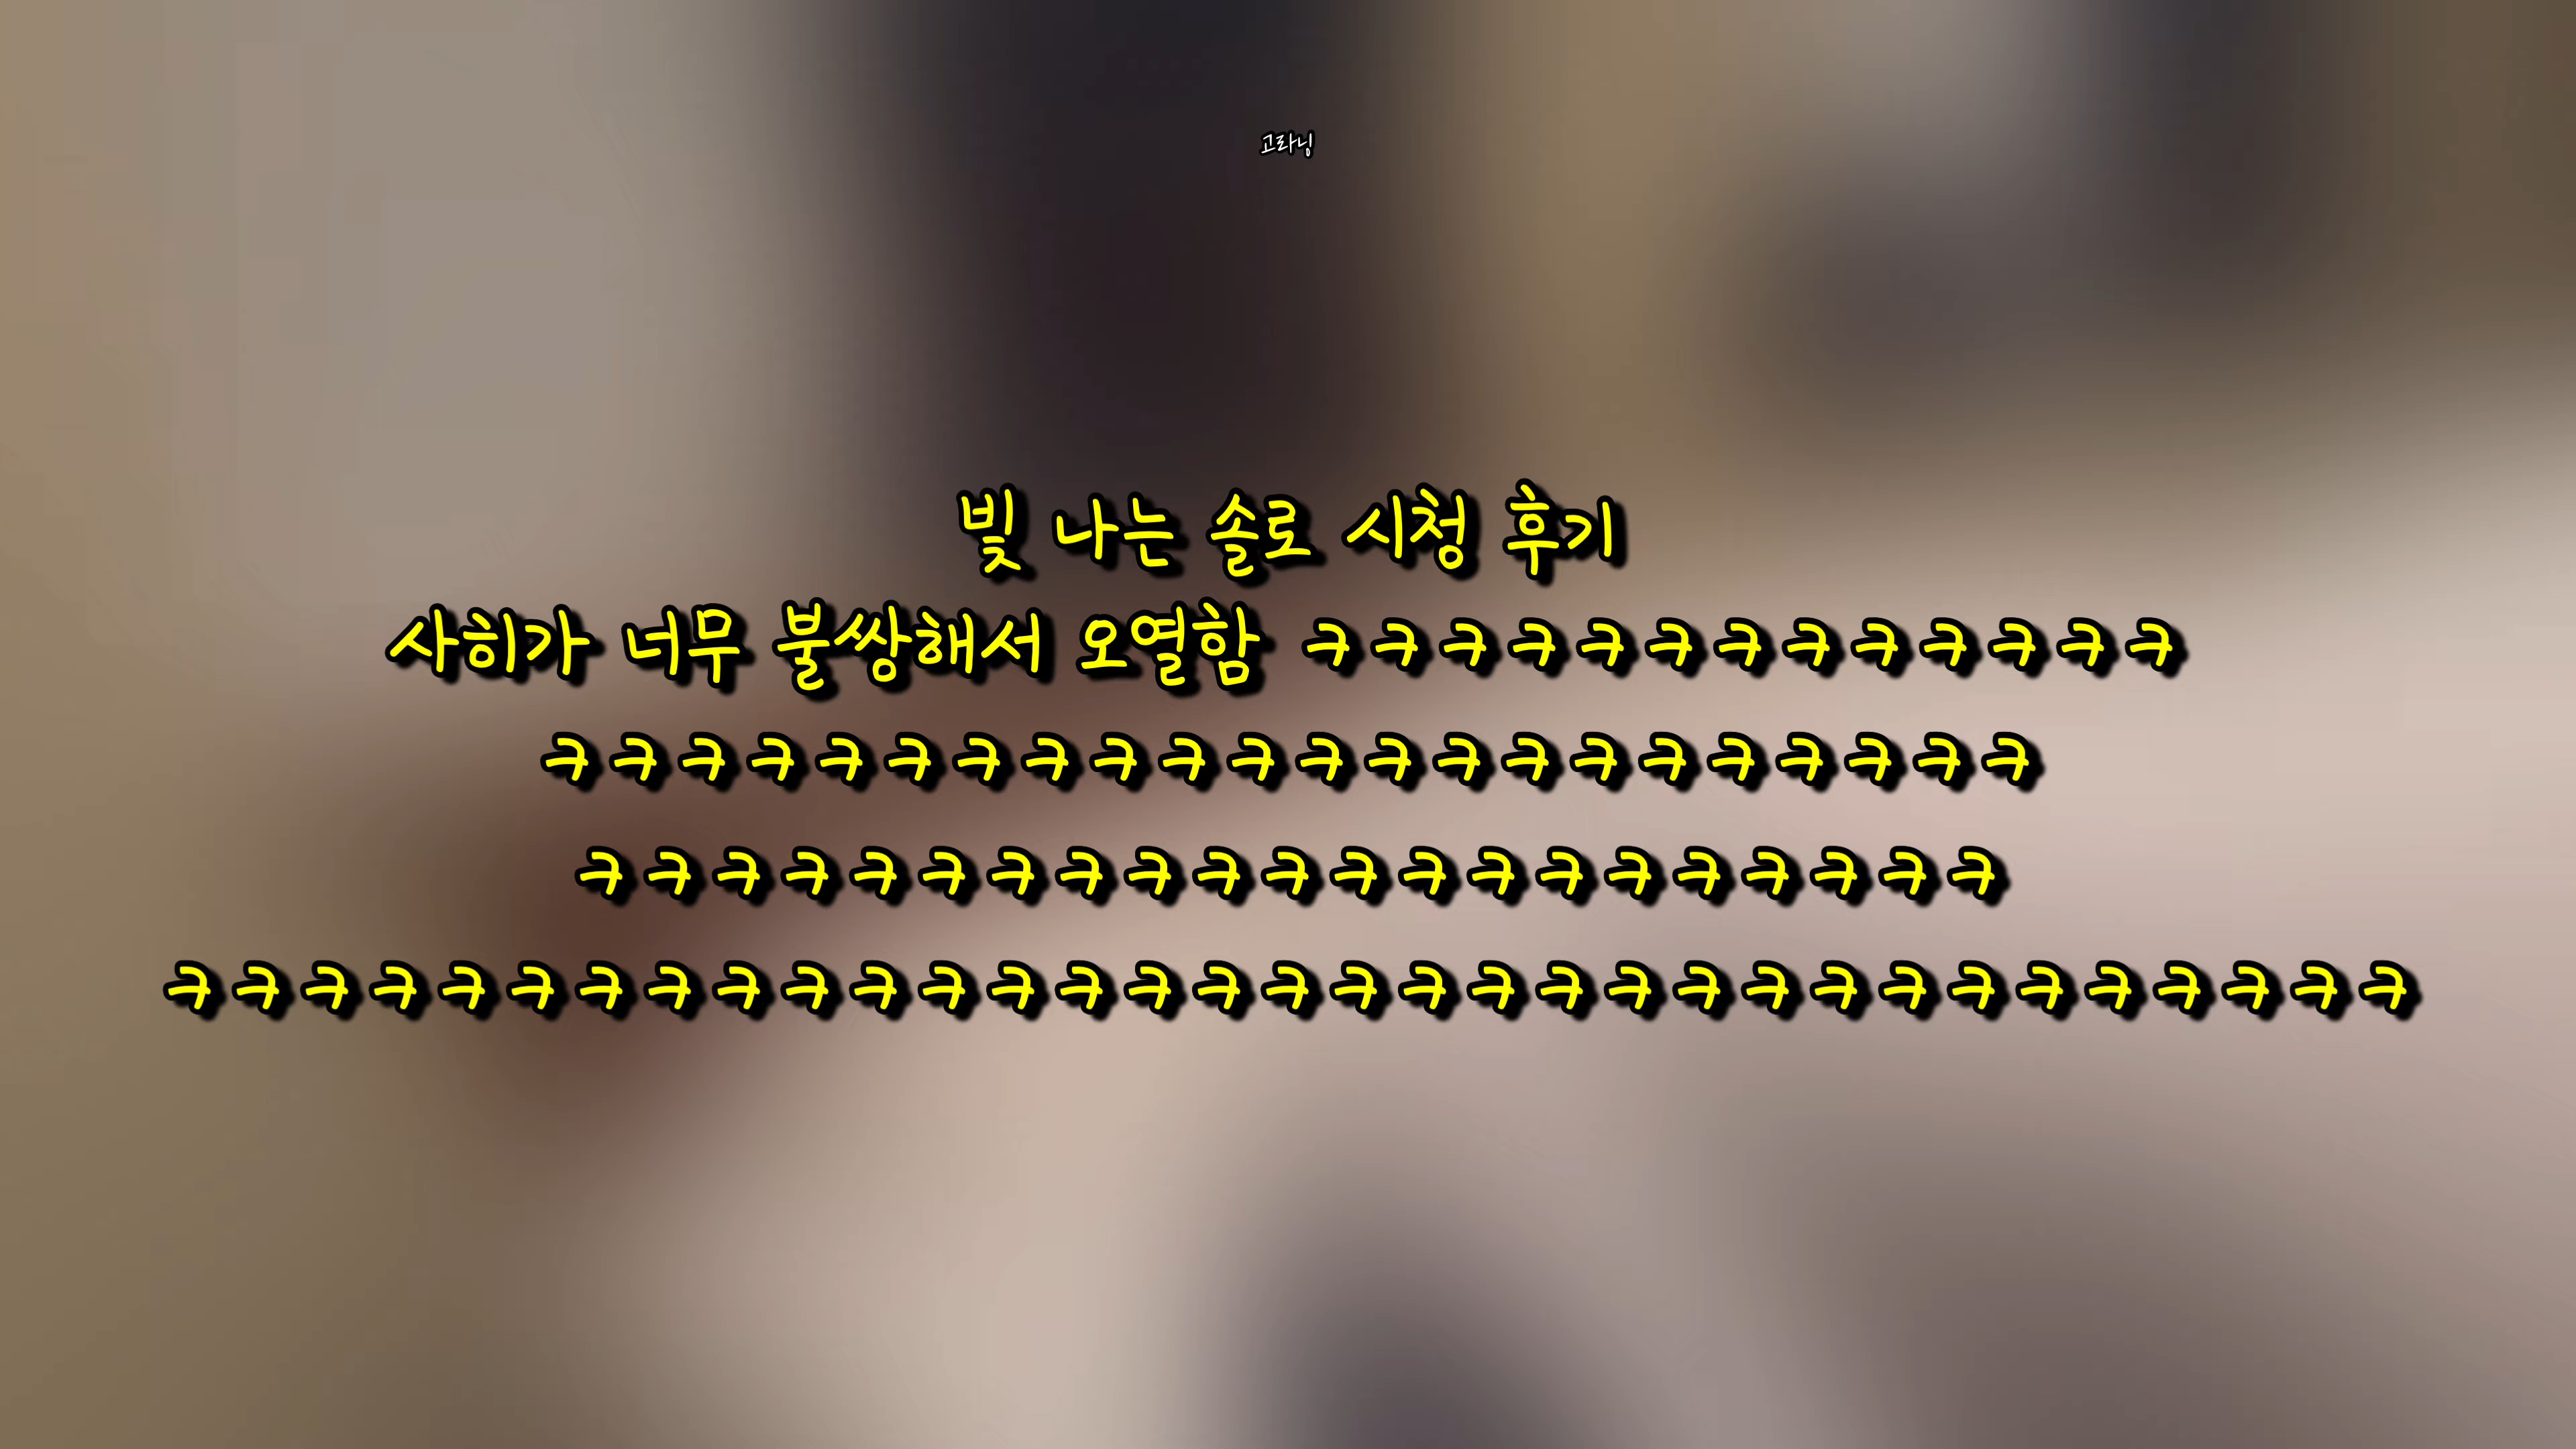 고라닝
빚 나는 솔로 시청 후기
사히가 너무 불쌍해서 오열함 ㅋㅋㅋㅋㅋㅋㅋㅋㅋㅋㅋㅋㅋ
ㅋㅋㅋㅋㅋㅋㅋㅋㅋㅋㅋㅋㅋㅋㅋㅋㅋㅋㅋㅋㅋㅋ
ㅋㅋㅋㅋㅋㅋㅋㅋㅋㅋㅋㅋㅋㅋㅋㅋㅋㅋㅋㅋㅋ
ㅋㅋㅋㅋㅋㅋㅋㅋㅋㅋㅋㅋㅋㅋㅋㅋㅋㅋㅋㅋㅋㅋㅋㅋㅋㅋㅋㅋㅋㅋㅋㅋㅋ